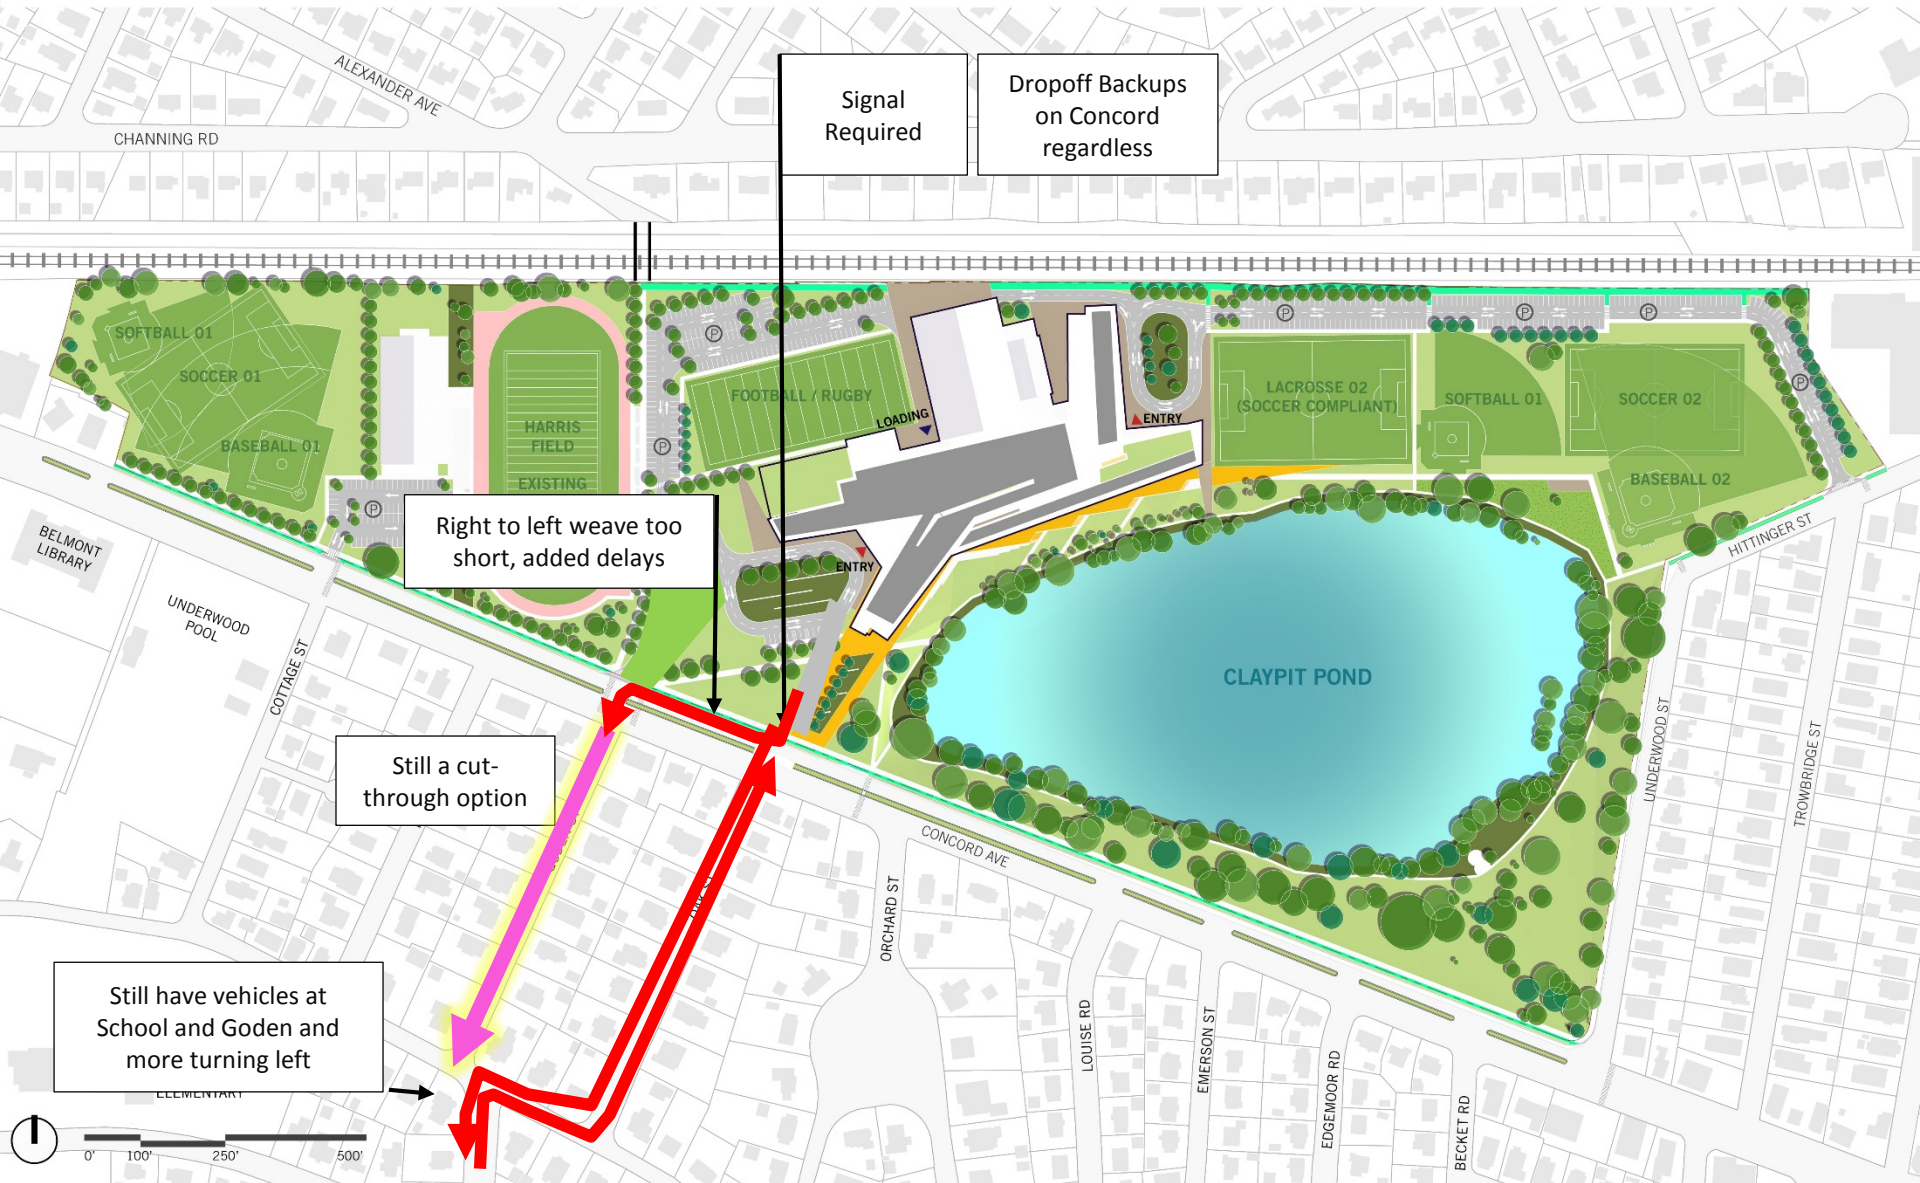 ALEXANDER AVE
CHANNING RD
Signal
Required
Dropoff Backups
on Concord
regardless
SOFTBALL 01
SOCCER 01
BASEBALL 01
HARRIS
FIELD
EXISTING
P
P
P
P
P
P
P
FOOTBALL / RUGBY
LOADING
ENTRY
LACROSSE 02
(SOCCER COMPLIANT)
SOFTBALL 01
SOCCER 02
BASEBALL 02
HITTINGER ST
BELMONT
LIBRARY
UNDERWOOD
POOL
COTTAGE ST
Right to left weave too
short, added delays
ENTRY
CLAYPIT POND
UNDERWOOD ST
TROWBRIDGE ST
Still a cut-
through option
CONCORD AVE
ORCHARD ST
LOUISE RD
EMERSON ST
EDGEMOOR RD
BECKET RD
Still have vehicles at
School and Goden and
more turning left
ELEMENTARY
0' 100' 250' 500'